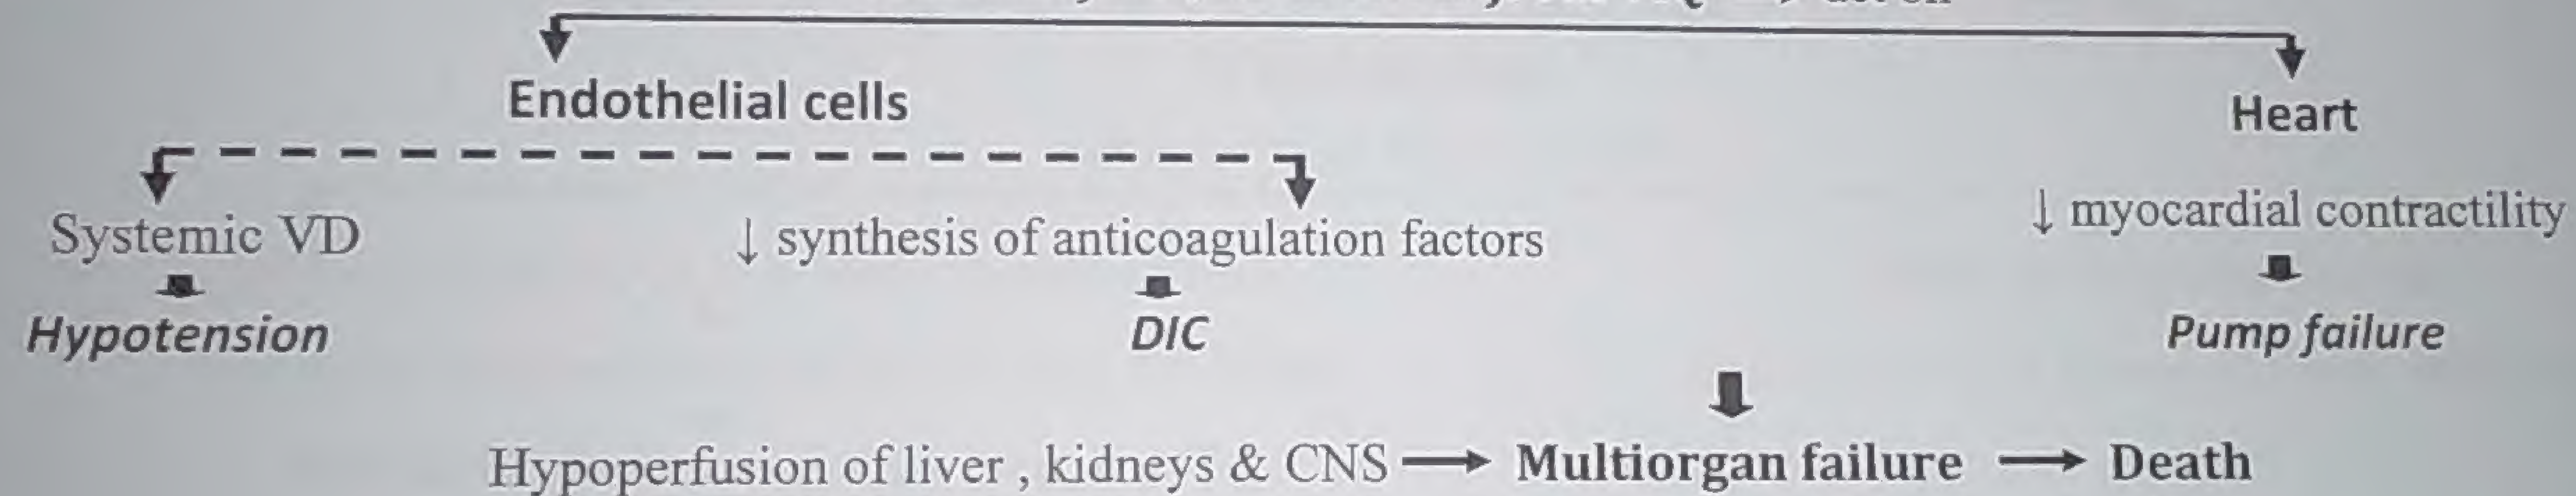 Endothelial cells
Heart
Systemic VD
↓ synthesis of anticoagulation factors
↓ myocardial contractility
Hypotension
DIC
Pump failure
Hypoperfusion of liver , kidneys & CNS → Multiorgan failure → Death